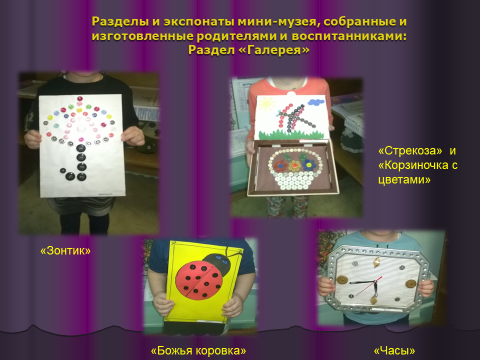 Разделы и экспонаты мини-музея, собранные и
изготовленные родителями и воспитанниками:
Раздел «Галерея»
«Стрекоза» и
«Корзиночка с
цветами»
«Зонтик»
«Божья коровка»
«Часы»